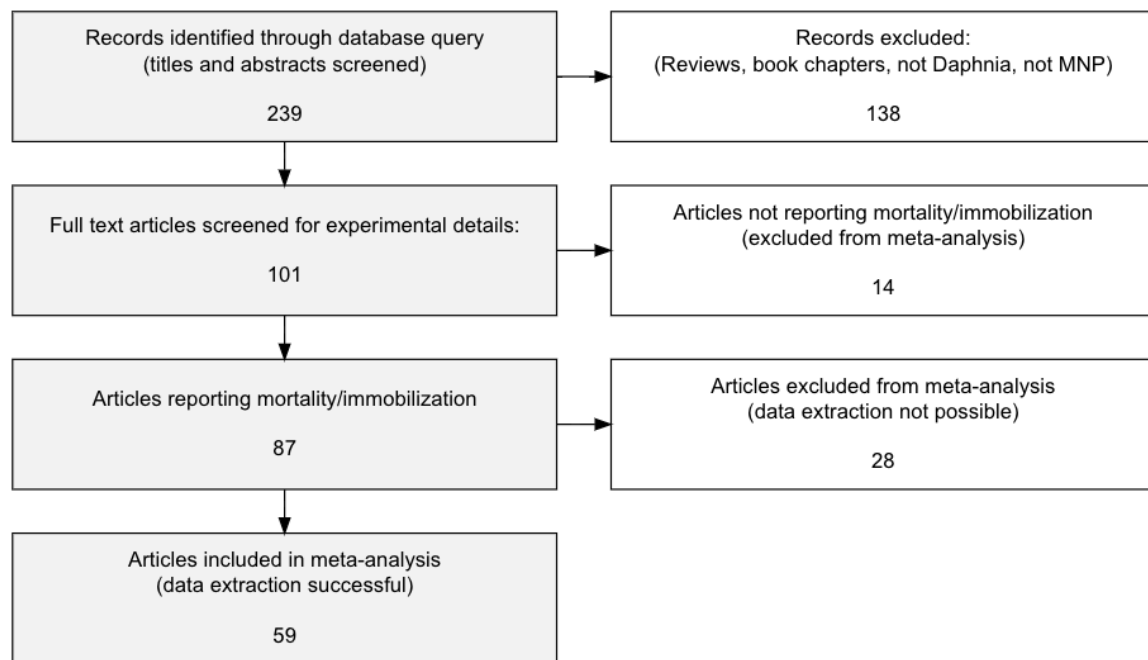 Records identified through database query
(titles and abstracts screened)
239
Records excluded:
(Reviews, book chapters, not Daphnia, not MNP)
138
Full text articles screened for experimental details:
101
Articles not reporting mortality/immobilization
(excluded from meta-analysis)
14
Articles reporting mortality/immobilization
87
Articles excluded from meta-analysis
(data extraction not possible)
28
Articles included in meta-analysis
(data extraction successful)
59